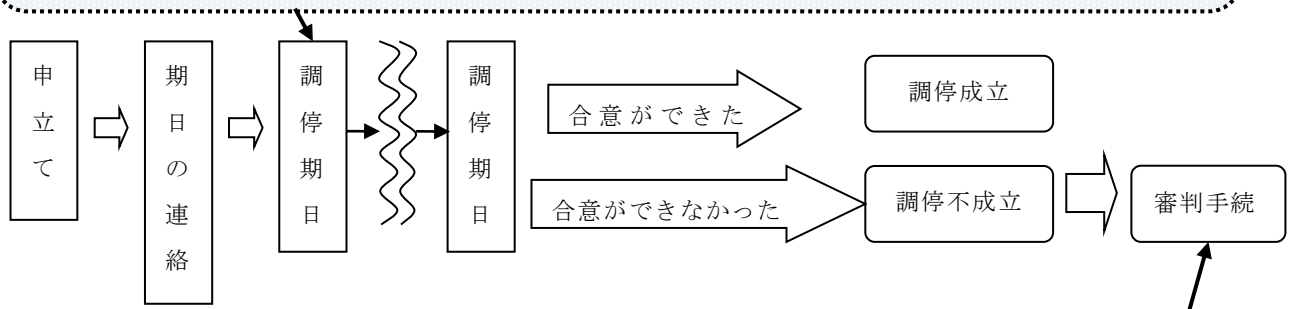 申立て
期日の連絡
調停期日
調停期日
合意ができた
調停成立
合意ができなかった
調停不成立
審判手続